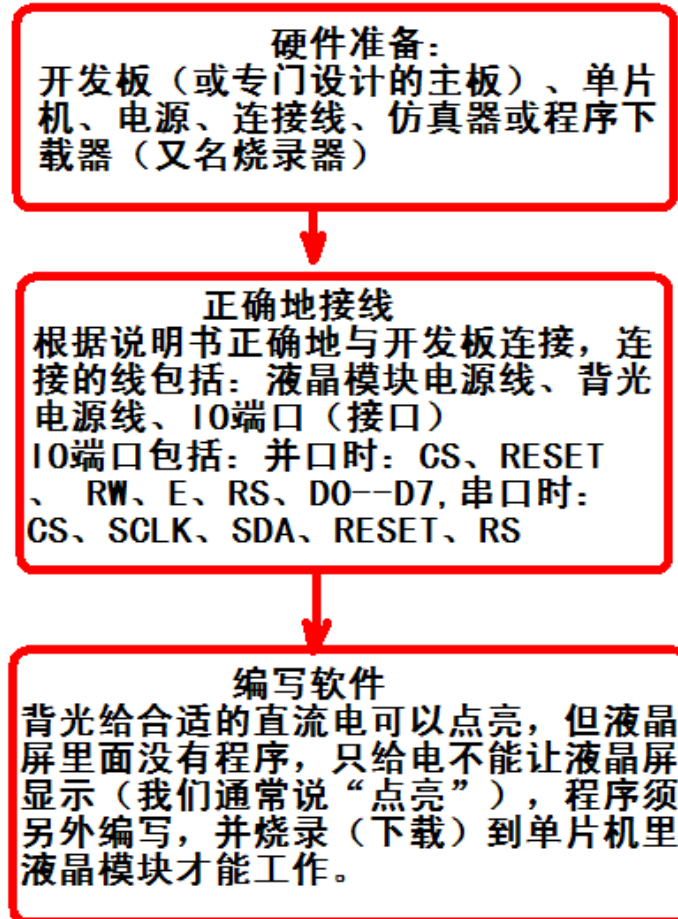 硬件准备：
开发板（或专门设计的主板）、单片
机、电源、连接线、仿真器或程序下
载器（又名烧录器）
正确地接线
根据说明书正确地与开发板连接，连
接的线包括：液晶模块电源线、背光
电源线、IO端口（接口）
IO端口包括：并口时：CS、RESET
、 RW、E、RS、D0--D7,串口时：
CS、SCLK、SDA、RESET、RS
编写软件
背光给合适的直流电可以点亮，但液晶
屏里面没有程序，只给电不能让液晶屏
显示（我们通常说“点亮”），程序须
另外编写，并烧录（下载）到单片机里
液晶模块才能工作。